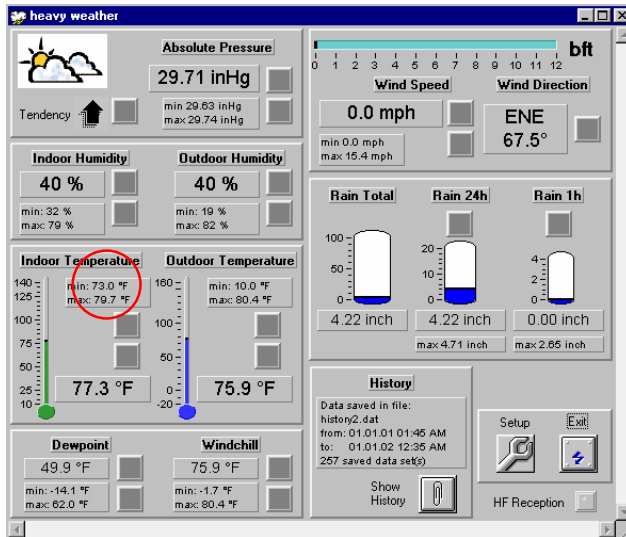 heavy weather
Absolute Pressure
29.71 inHg
Tendency
min 29.63 inHg
max 29.74 inHg
0 1 2 3 4 5 6 7 8 9 10 11 12
bft
Wind Speed
Wind Direction
0.0 mph
ENE
67.5°
min 0.0 mph
max 15.4 mph
Indoor Humidity
Outdoor Humidity
40 %
40 %
min: 32 %
max: 79 %
min: 19 %
max: 82 %
Rain Total
Rain 24h
Rain 1h
100
50
0
20
10
0
4
2
0
4.22 inch
4.22 inch
0.00 inch
max 4.71 inch
max 2.65 inch
Indoor Temperature
Outdoor Temperature
min: 73.0 °F
max: 79.7 °F
min: 10.0 °F
max: 80.4 °F
140
125
100
75
50
25
10
160
100
50
0
-20
77.3 °F
75.9 °F
History
Data saved in file:
history2.dat
from: 01.01.01 01:45 AM
to: 01.01.02 12:35 AM
257 saved data set(s)
Show
History
Setup
Exit
HF Reception
Dewpoint
Windchill
49.9 °F
75.9 °F
min: -14.1 °F
max: 62.0 °F
min: -1.7 °F
max: 80.4 °F